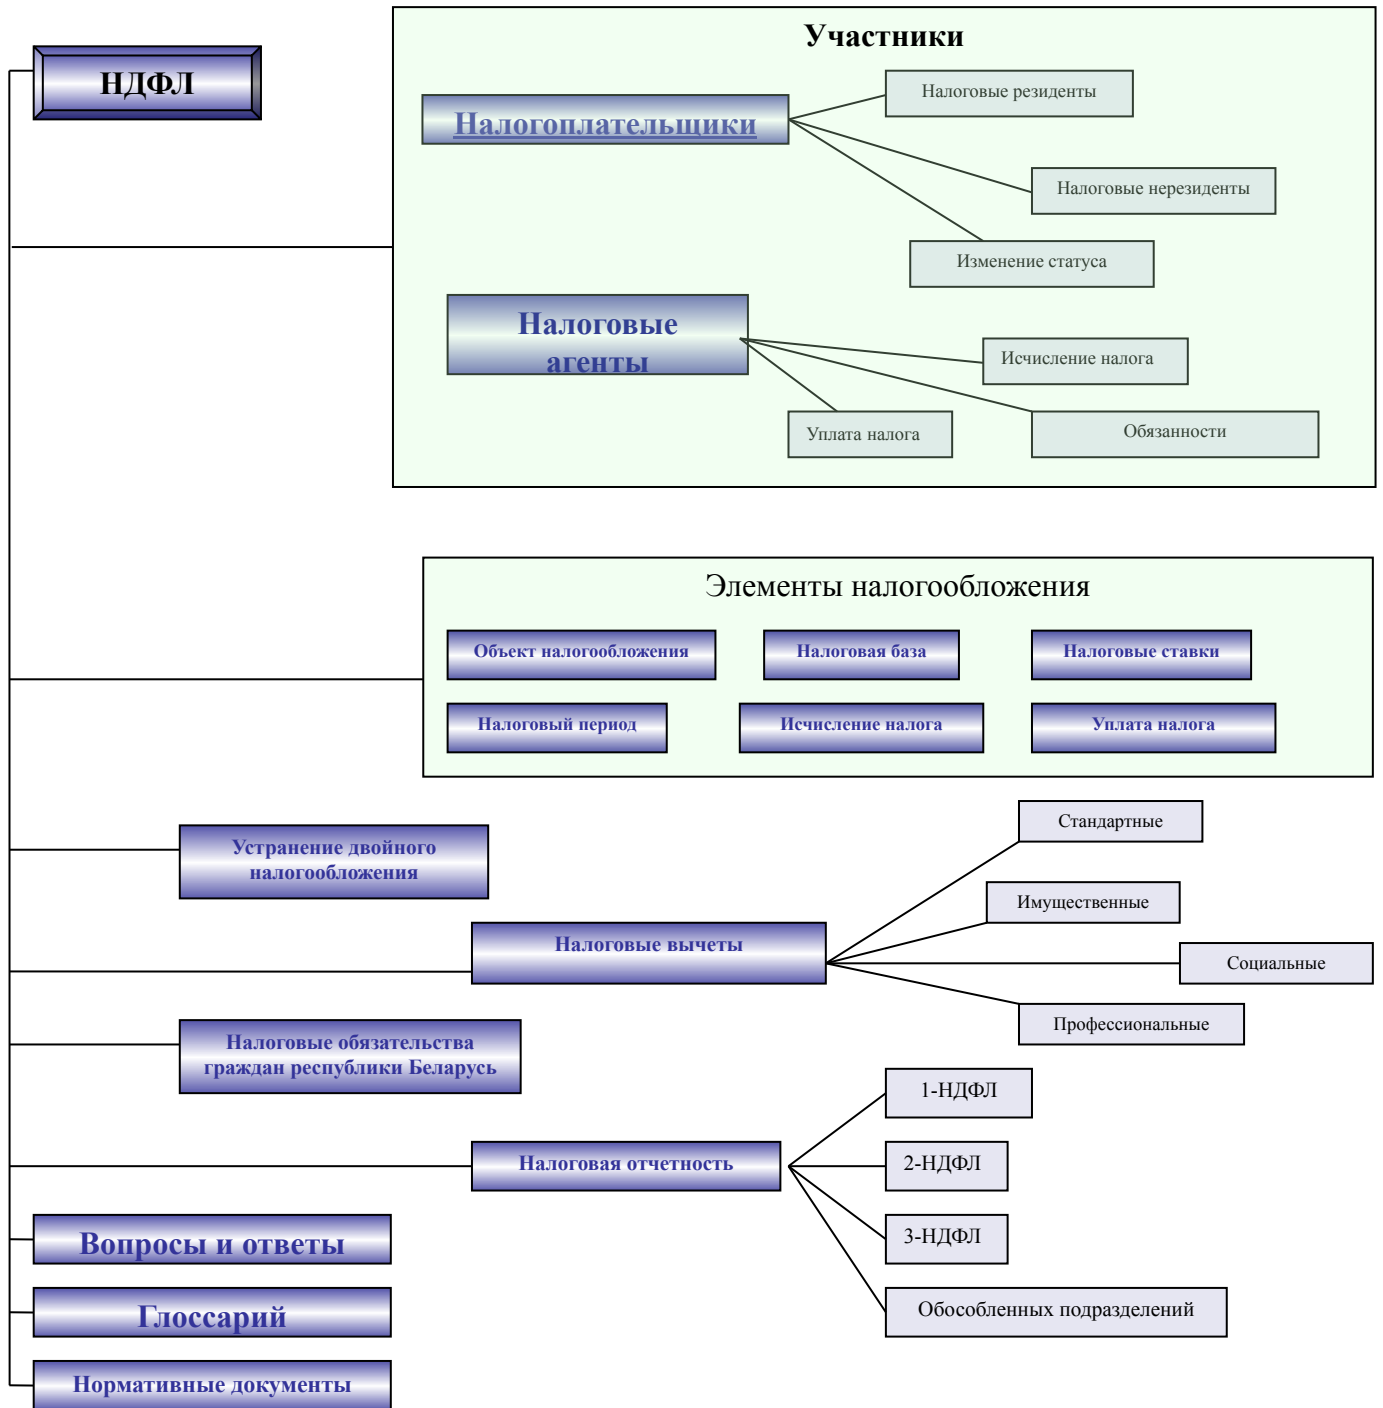 НДФЛ
Участники
Налогоплательщики
Налоговые резиденты
Налоговые нерезиденты
Изменение статуса
Налоговые
агенты
Исчисление налога
Уплата налога
Обязанности
Элементы налогообложения
Объект налогообложения
Налоговая база
Налоговые ставки
Налоговый период
Исчисление налога
Уплата налога
Устранение двойного
налогообложения
Налоговые вычеты
Стандартные
Имущественные
Социальные
Профессиональные
Налоговые обязательства
граждан республики Беларусь
Налоговая отчетность
1-НДФЛ
2-НДФЛ
3-НДФЛ
Обособленных подразделений
Вопросы и ответы
Глоссарий
Нормативные документы